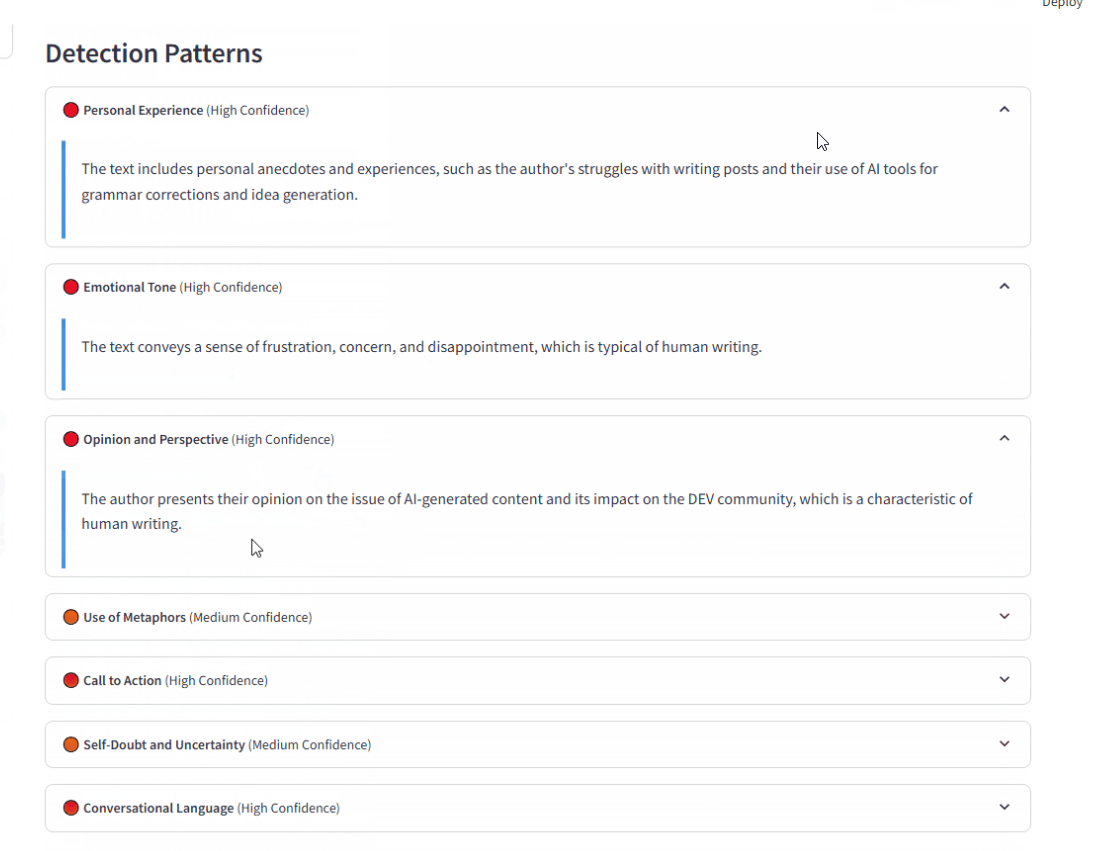 Deploy
Detection Patterns
Personal Experience (High Confidence)
The text includes personal anecdotes and experiences, such as the author's struggles with writing posts and their use of AI tools for
grammar corrections and idea generation.
Emotional Tone (High Confidence)
The text conveys a sense of frustration, concern, and disappointment, which is typical of human writing.
Opinion and Perspective (High Confidence)
The author presents their opinion on the issue of AI-generated content and its impact on the DEV community, which is a characteristic of
human writing.
Use of Metaphors (Medium Confidence)
Call to Action (High Confidence)
Self-Doubt and Uncertainty (Medium Confidence)
Conversational Language (High Confidence)